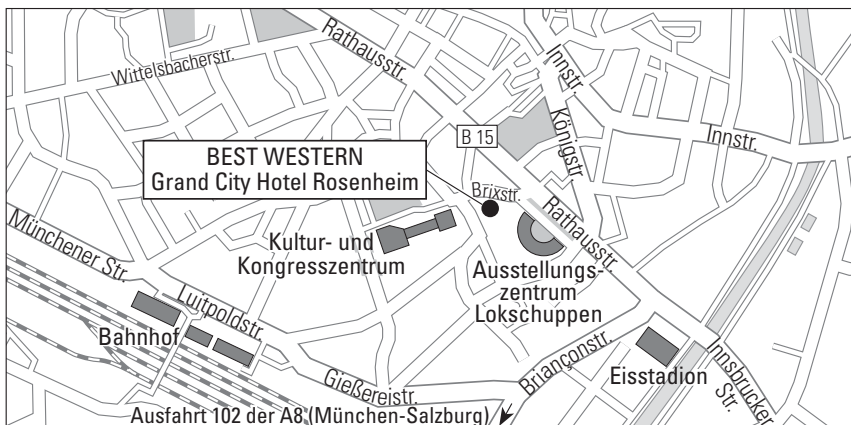 Rathausstr.
Wittelsbacherstr.
Innstr.
B 15
Königstr
Innstr.
BEST WESTERN
Grand City Hotel Rosenheim
Brixstr.
Rathausstr.
Münchener Str.
Kultur- und
Kongresszentrum
Ausstellungs-
zentrum
Lokschuppen
Luitpoldstr.
Bahnhof
Gießereistr.
Briançonstr.
Eisstadion
Innsbrucker
Str.
Ausfahrt 102 der A8 (München-Salzburg)